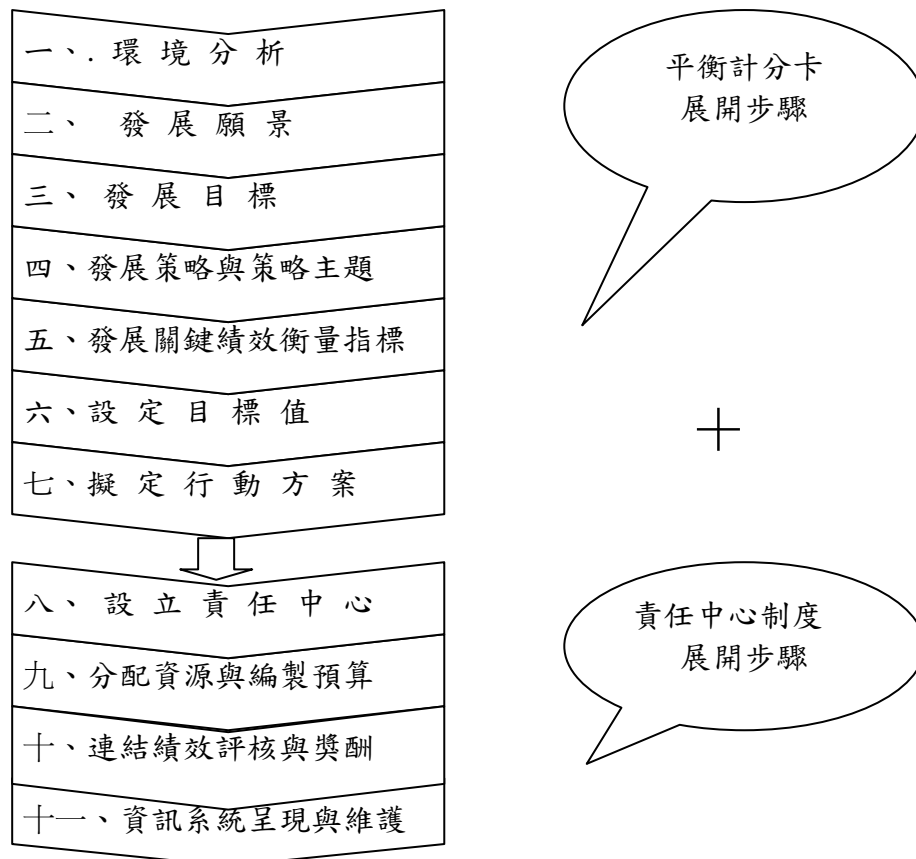 一、. 環 境 分 析
二、 發 展 願 景
三、 發 展 目 標
四、發展策略與策略主題
五、發展關鍵績效衡量指標
六、設 定 目 標 值
七、擬 定 行 動 方 案
平衡計分卡
展開步驟
+
八、 設 立 責 任 中 心
九、分配資源與編製預算
十、連結績效評核與獎酬
十一、資訊系統呈現與維護
責任中心制度
展開步驟